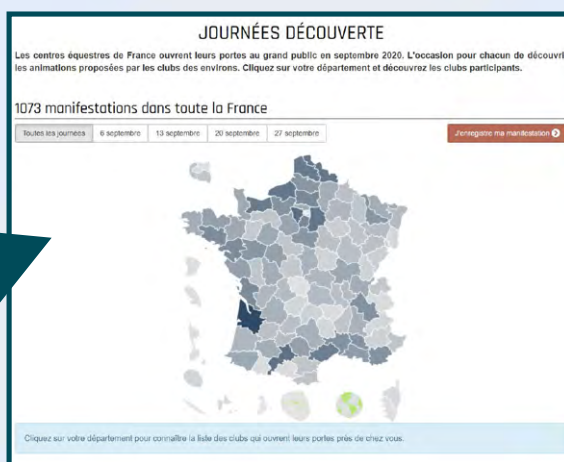 JOURNÉES DÉCOUVERTE
Les centres équestres de France ouvrent leurs portes au grand public en septembre 2020. L'occasion pour chacun de découvri
les animations proposées par les clubs des environs. Cliquez sur votre département et découvrez les clubs participants.
1073 manifestations dans toute la France
Toutes les journées 6 septembre 13 septembre 20 septembre 27 septembre J'enregistre ma manifestation
Cliquez sur votre département pour connaître la liste des clubs qui ouvrent leurs portes près de chez vous.